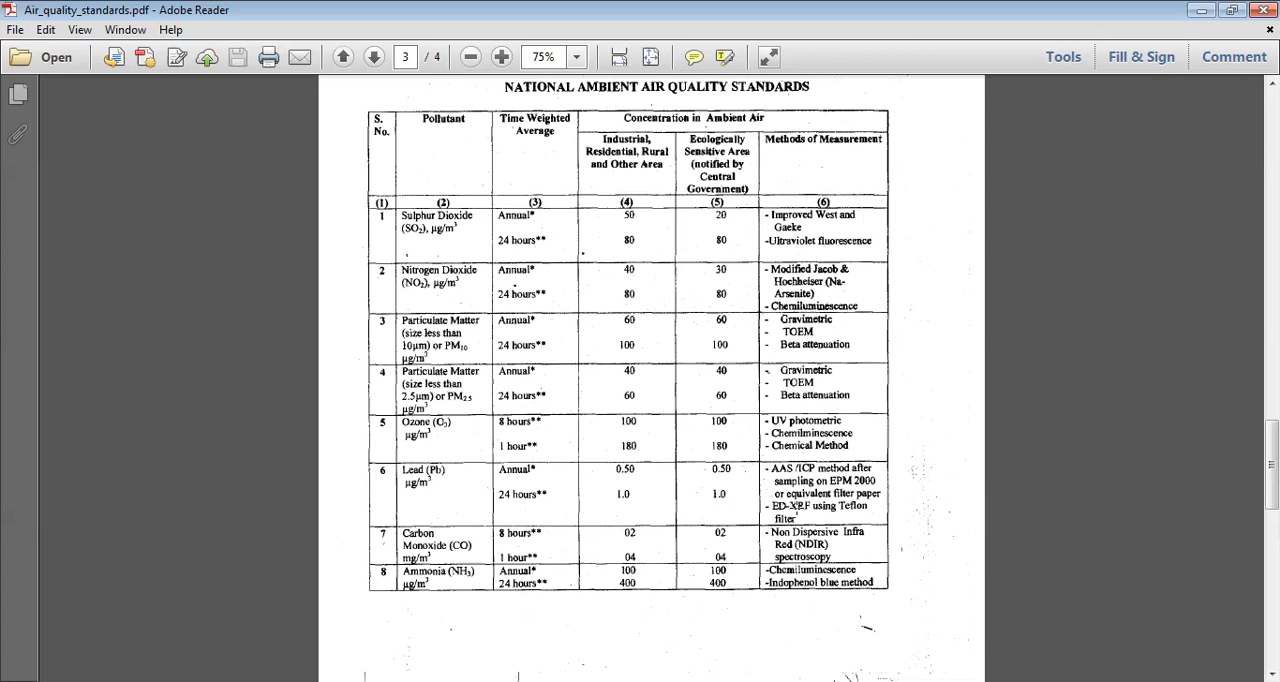 Air_quality_standards.pdf - Adobe Reader
File Edit View Window Help
Open 3 / 4 75% Tools Fill & Sign Comment
NATIONAL AMBIENT AIR QUALITY STANDARDS
S. No. Pollutant Time Weighted Average Concentration in Ambient Air
Industrial, Residential, Rural and Other Area Ecologically Sensitive Area (notified by Central Government) Methods of Measurement
(1) (2) (3) (4) (5) (6)
1 Sulphur Dioxide Annual* 50 20 - Improved West and
(SO₂), µg/m³ Gaeke
24 hours** 80 80 -Ultraviolet fluorescence
2 Nitrogen Dioxide Annual* 40 30 - Modified Jacob &
(NO₂), µg/m³ Hochheiser (Na-
24 hours** 80 80 Arsenite)
- Chemiluminescence
3 Particulate Matter Annual* 60 60 - Gravimetric
(size less than - TOEM
10µm) or PM₁₀ 24 hours** 100 100 - Beta attenuation
µg/m³
4 Particulate Matter Annual* 40 40 - Gravimetric
(size less than - TOEM
2.5µm) or PM₂.₅ 24 hours** 60 60 - Beta attenuation
µg/m³
5 Ozone (O₃) 8 hours** 100 100 - UV photometric
µg/m³ - Chemilminescence
1 hour** 180 180 - Chemical Method
6 Lead (Pb) Annual* 0.50 0.50 - AAS /ICP method after
µg/m³ sampling on EPM 2000
24 hours** 1.0 1.0 or equivalent filter paper
- ED-XRF using Teflon
filter
7 Carbon 8 hours** 02 02 - Non Dispersive Infra
Monoxide (CO) Red (NDIR)
mg/m³ 1 hour** 04 04 spectroscopy
8 Ammonia (NH₃) Annual* 100 100 -Chemiluminescence
µg/m³ 24 hours** 400 400 -Indophenol blue method